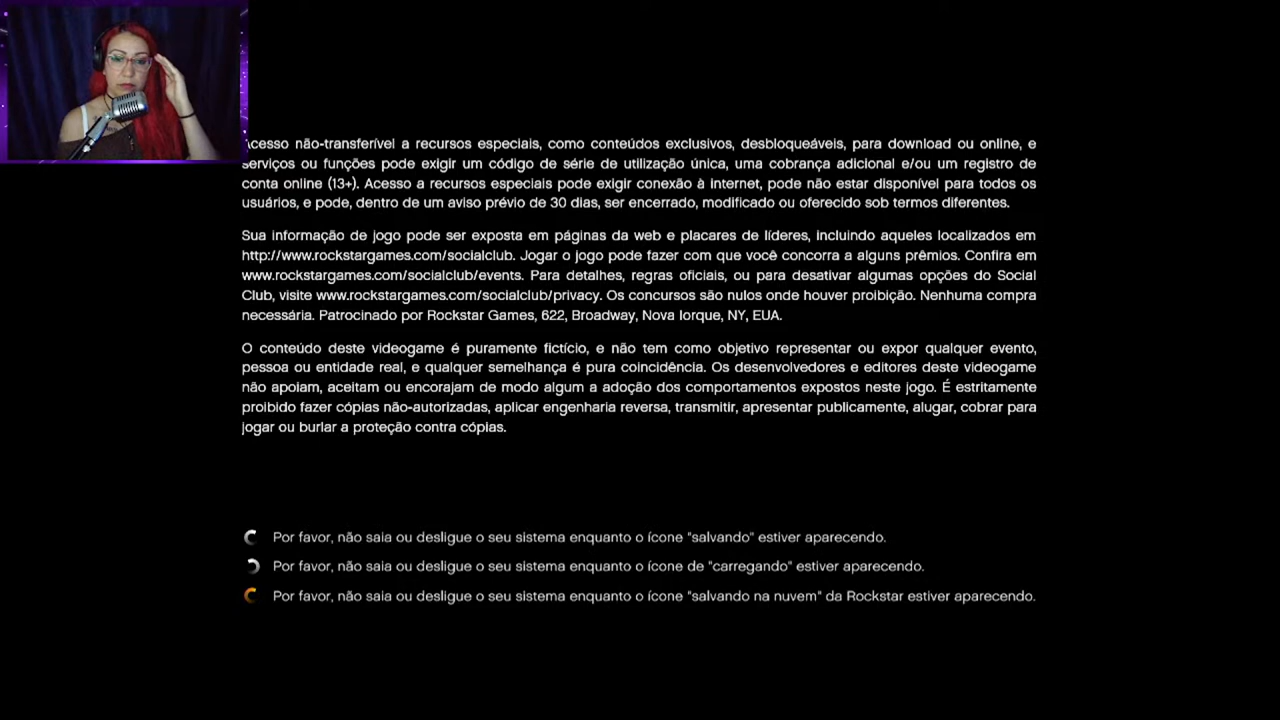 Acesso não-transferível a recursos especiais, como conteúdos exclusivos, desbloqueáveis, para download ou online, e
serviços ou funções pode exigir um código de série de utilização única, uma cobrança adicional e/ou um registro de
conta online (13+). Acesso a recursos especiais pode exigir conexão à internet, pode não estar disponível para todos os
usuários, e pode, dentro de um aviso prévio de 30 dias, ser encerrado, modificado ou oferecido sob termos diferentes.
Sua informação de jogo pode ser exposta em páginas da web e placares de líderes, incluindo aqueles localizados em
http://www.rockstargames.com/socialclub. Jogar o jogo pode fazer com que você concorra a alguns prêmios. Confira em
www.rockstargames.com/socialclub/events. Para detalhes, regras oficiais, ou para desativar algumas opções do Social
Club, visite www.rockstargames.com/socialclub/privacy. Os concursos são nulos onde houver proibição. Nenhuma compra
necessária. Patrocinado por Rockstar Games, 622, Broadway, Nova Iorque, NY, EUA.
O conteúdo deste videogame é puramente fictício, e não tem como objetivo representar ou expor qualquer evento,
pessoa ou entidade real, e qualquer semelhança é pura coincidência. Os desenvolvedores e editores deste videogame
não apoiam, aceitam ou encorajam de modo algum a adoção dos comportamentos expostos neste jogo. É estritamente
proibido fazer cópias não-autorizadas, aplicar engenharia reversa, transmitir, apresentar publicamente, alugar, cobrar para
jogar ou burlar a proteção contra cópias.
Por favor, não saia ou desligue o seu sistema enquanto o ícone "salvando" estiver aparecendo.
Por favor, não saia ou desligue o seu sistema enquanto o ícone de "carregando" estiver aparecendo.
Por favor, não saia ou desligue o seu sistema enquanto o ícone "salvando na nuvem" da Rockstar estiver aparecendo.